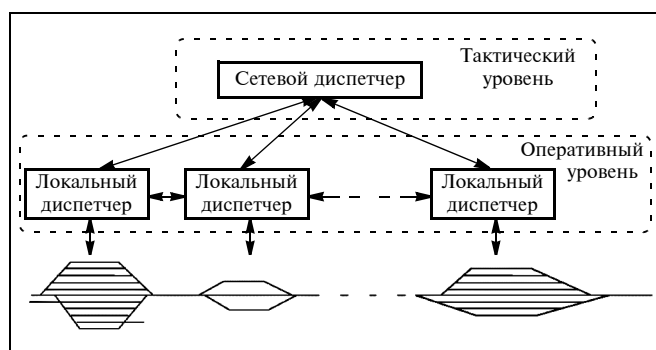 Тактический
уровень
Сетевой диспетчер
Оперативный
уровень
Локальный
диспетчер
Локальный
диспетчер
Локальный
диспетчер